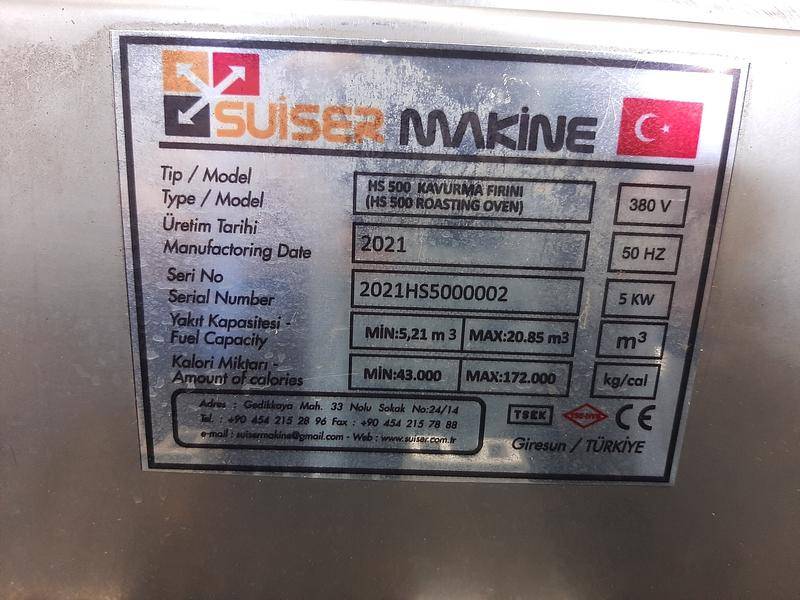 SUİSER MAKİNE
Tip / Model
Type / Model
HS 500 KAVURMA FIRINI
(HS 500 ROASTING OVEN)
380 V
Üretim Tarihi
Manufactoring Date
2021
50 HZ
Seri No
Serial Number
2021HS5000002
5 KW
Yakıt Kapasitesi -
Fuel Capacity
MİN:5,21 m 3
MAX:20.85 m3
m³
Kalori Miktarı -
Amount of calories
MİN:43.000
MAX:172.000
kg/cal
Adres : Gedikkaya Mah. 33 Nolu Sokak No:24/14
Tel. : +90 454 215 28 96 Fax : +90 454 215 78 88
e-mail : suisermakine@gmail.com - Web : www.suiser.com.tr
TSEK
CE
Giresun / TÜRKİYE